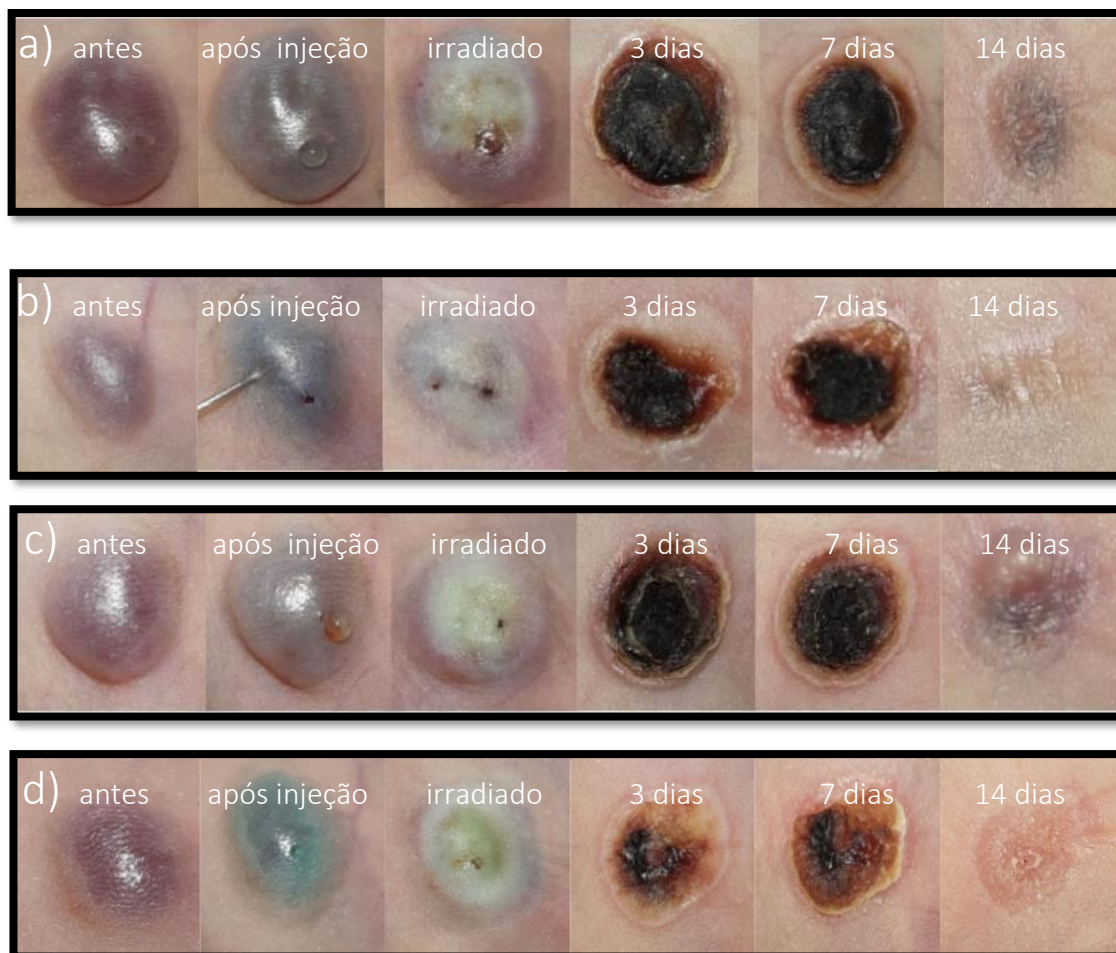 a) antes após injeção irradiado 3 dias 7 dias 14 dias
b) antes após injeção irradiado 3 dias 7 dias 14 dias
c) antes após injeção irradiado 3 dias 7 dias 14 dias
d) antes após injeção irradiado 3 dias 7 dias 14 dias